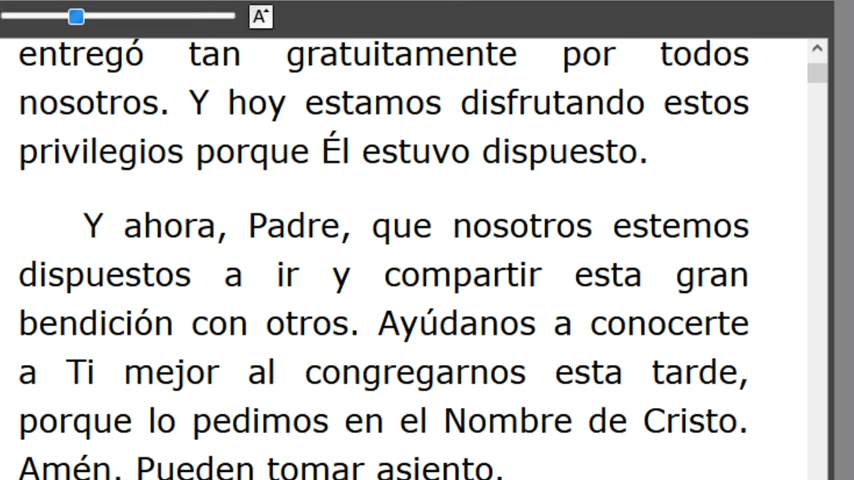 A
entregó tan gratuitamente por todos
nosotros. Y hoy estamos disfrutando estos
privilegios porque Él estuvo dispuesto.
Y ahora, Padre, que nosotros estemos
dispuestos a ir y compartir esta gran
bendición con otros. Ayúdanos a conocerte
a Ti mejor al congregarnos esta tarde,
porque lo pedimos en el Nombre de Cristo.
Amén. Pueden tomar asiento.